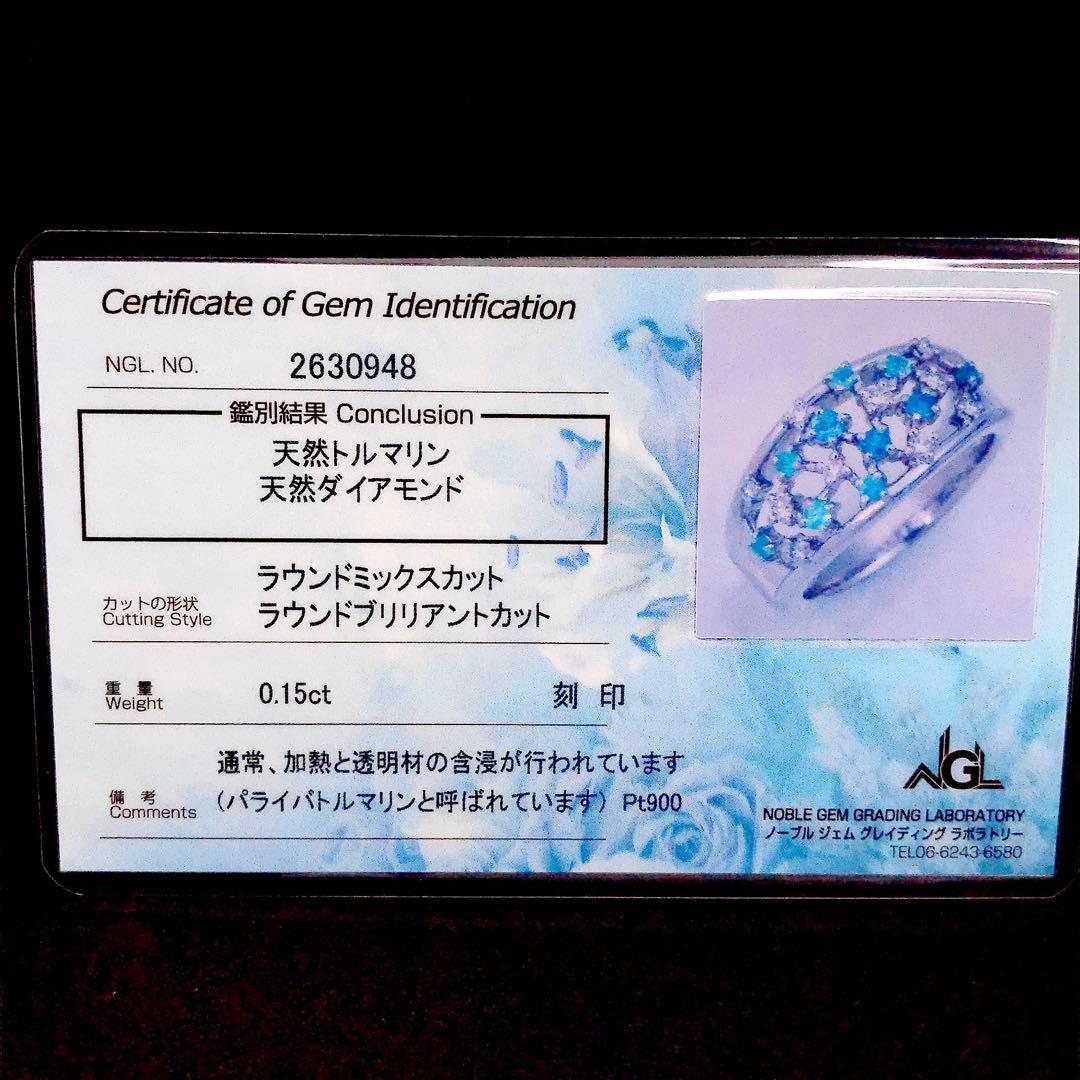 Certificate of Gem Identification
NGL. NO. 2630948
鑑別結果 Conclusion
天然トルマリン
天然ダイアモンド
ラウンドミックスカット
カットの形状
Cutting Style
ラウンドブリリアントカット
重 量
Weight
0.15ct 刻 印
通常、加熱と透明材の含浸が行われています
備 考
Comments
(パライバトルマリンと呼ばれています) Pt900
NGL
NOBLE GEM GRADING LABORATORY
ノーブル ジェム グレイディング ラボラトリー
TEL06-6243-6580